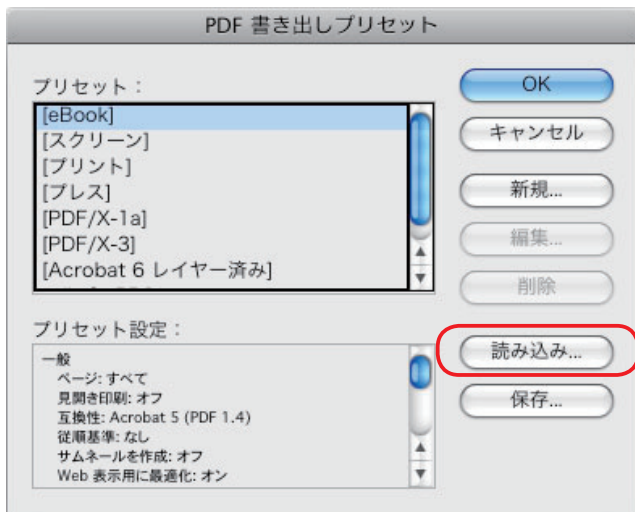 PDF 書き出しプリセット
プリセット：
[eBook]
[スクリーン]
[プリント]
[プレス]
[PDF/X-1a]
[PDF/X-3]
[Acrobat 6 レイヤー済み]
OK
キャンセル
新規...
編集...
削除
読み込み...
保存...
プリセット設定：
一般
ページ: すべて
見開き印刷: オフ
互換性: Acrobat 5 (PDF 1.4)
従順基準: なし
サムネールを作成: オフ
Web 表示用に最適化: オン